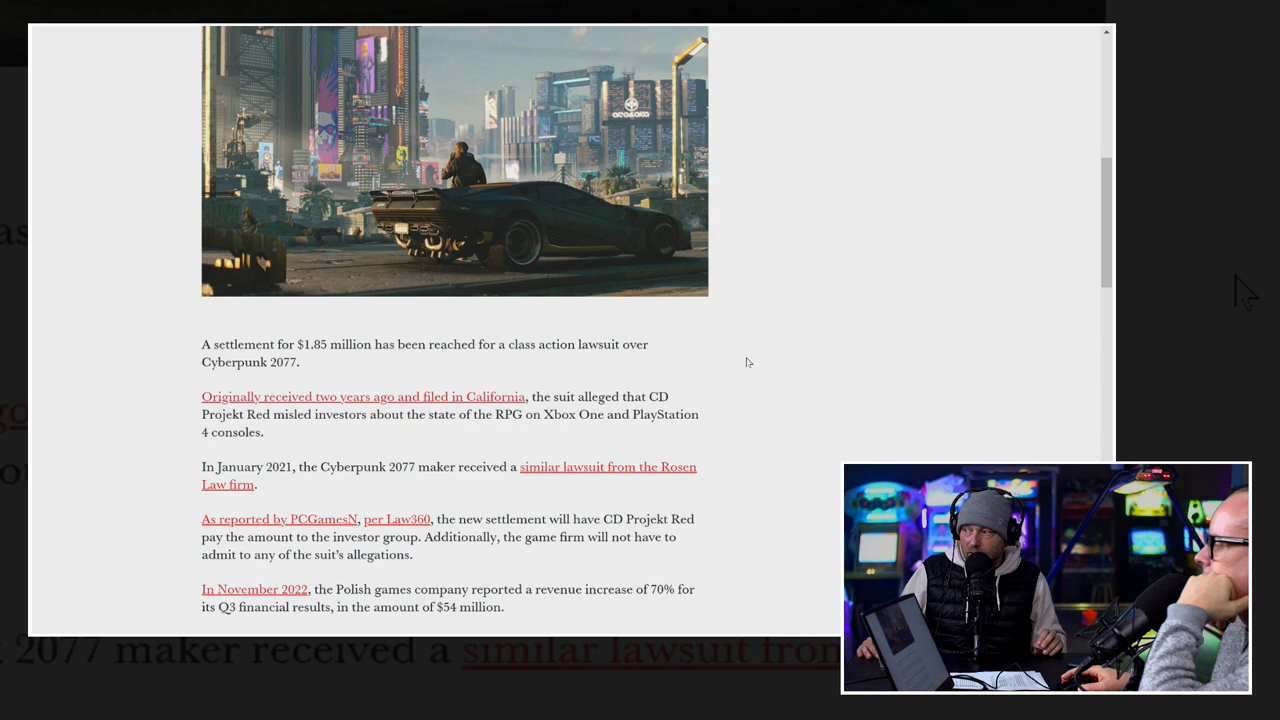 ARASAKA
A settlement for $1.85 million has been reached for a class action lawsuit over
Cyberpunk 2077.
Originally received two years ago and filed in California, the suit alleged that CD
Projekt Red misled investors about the state of the RPG on Xbox One and PlayStation
4 consoles.
In January 2021, the Cyberpunk 2077 maker received a similar lawsuit from the Rosen
Law firm.
As reported by PCGamesN, per Law360, the new settlement will have CD Projekt Red
pay the amount to the investor group. Additionally, the game firm will not have to
admit to any of the suit’s allegations.
In November 2022, the Polish games company reported a revenue increase of 70% for
its Q3 financial results, in the amount of $54 million.
2077 maker received a similar lawsuit from